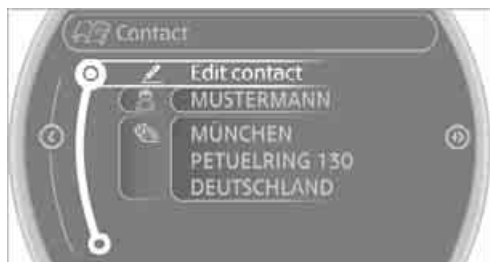 Contact
Edit contact
MUSTERMANN
MÜNCHEN
PETUELRING 130
DEUTSCHLAND